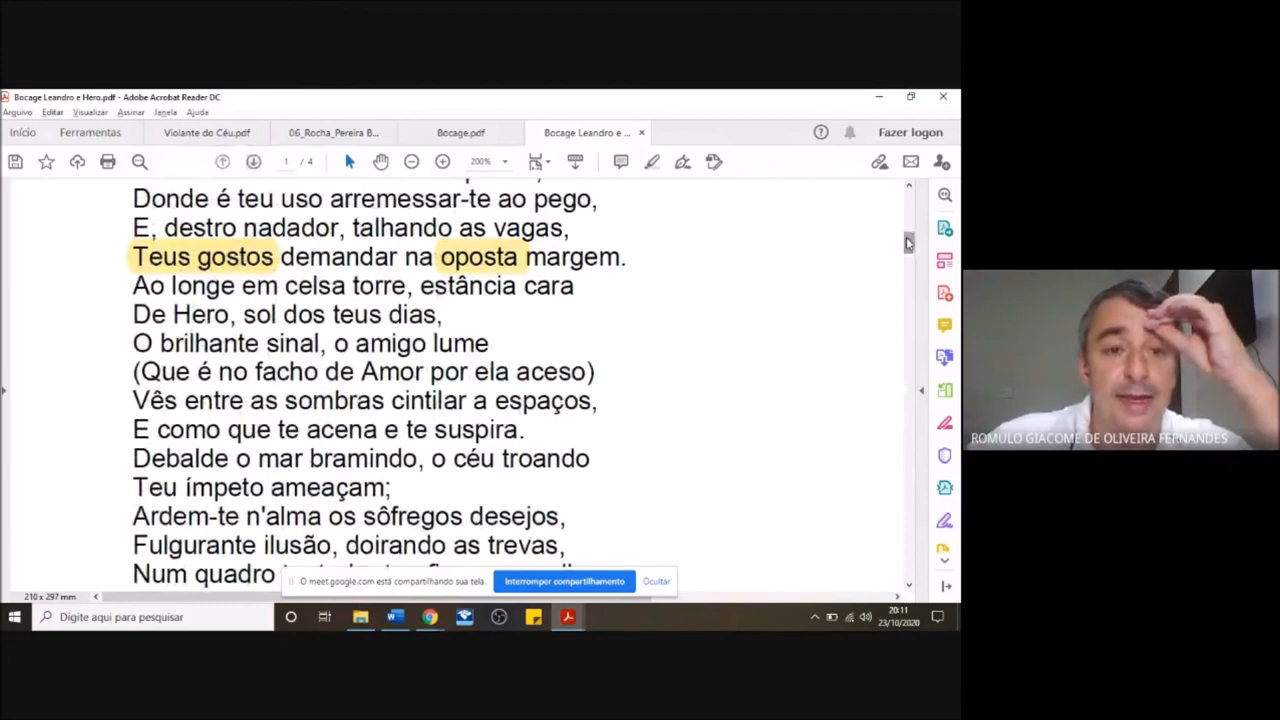 Bocage Leandro e Hero.pdf - Adobe Acrobat Reader DC
Arquivo Editar Visualizar Assinar Janela Ajuda
Início Ferramentas Violante do Céu.pdf 06_Rocha_Pereira B... Bocage.pdf Bocage Leandro e ... × Fazer logon
1 / 4 200%
Donde é teu uso arremessar-te ao pego,
E, destro nadador, talhando as vagas,
Teus gostos demandar na oposta margem.
Ao longe em celsa torre, estância cara
De Hero, sol dos teus dias,
O brilhante sinal, o amigo lume
(Que é no facho de Amor por ela aceso)
Vês entre as sombras cintilar a espaços,
E como que te acena e te suspira.
Debalde o mar bramindo, o céu troando
Teu ímpeto ameaçam;
Ardem-te n'alma os sôfregos desejos,
Fulgurante ilusão, doirando as trevas,
Num quadro
O meet.google.com está compartilhando sua tela. Interromper compartilhamento Ocultar
210 x 297 mm
Digite aqui para pesquisar
20:11
23/10/2020
ROMULO GIACOME DE OLIVEIRA FERNANDES